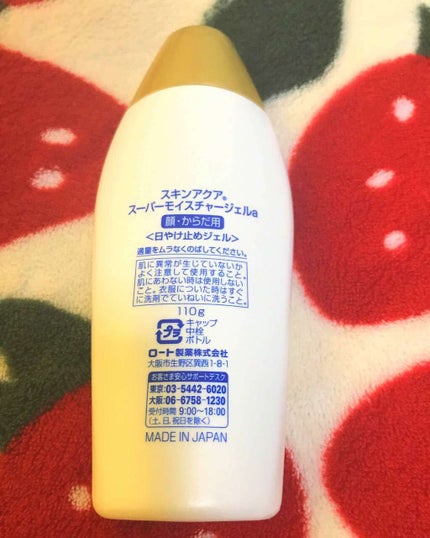 スキンアクア®
スーパーモイスチャージェルa
顔・からだ用
<日やけ止めジェル>
適量をムラなくのばしてください。
肌に異常が生じていないか
よく注意して使用すること。
肌にあわない時は使用しない
こと。衣服についた時はすぐ
に洗剤でていねいに洗うこと。
110g
プラ
キャップ
中栓
ボトル
ロート製薬株式会社
大阪市生野区巽西1-8-1
お客さま安心サポートデスク
東京:03-5442-6020
大阪:06-6758-1230
受付時間 9:00~18:00
(土、日、祝日を除く)
MADE IN JAPAN